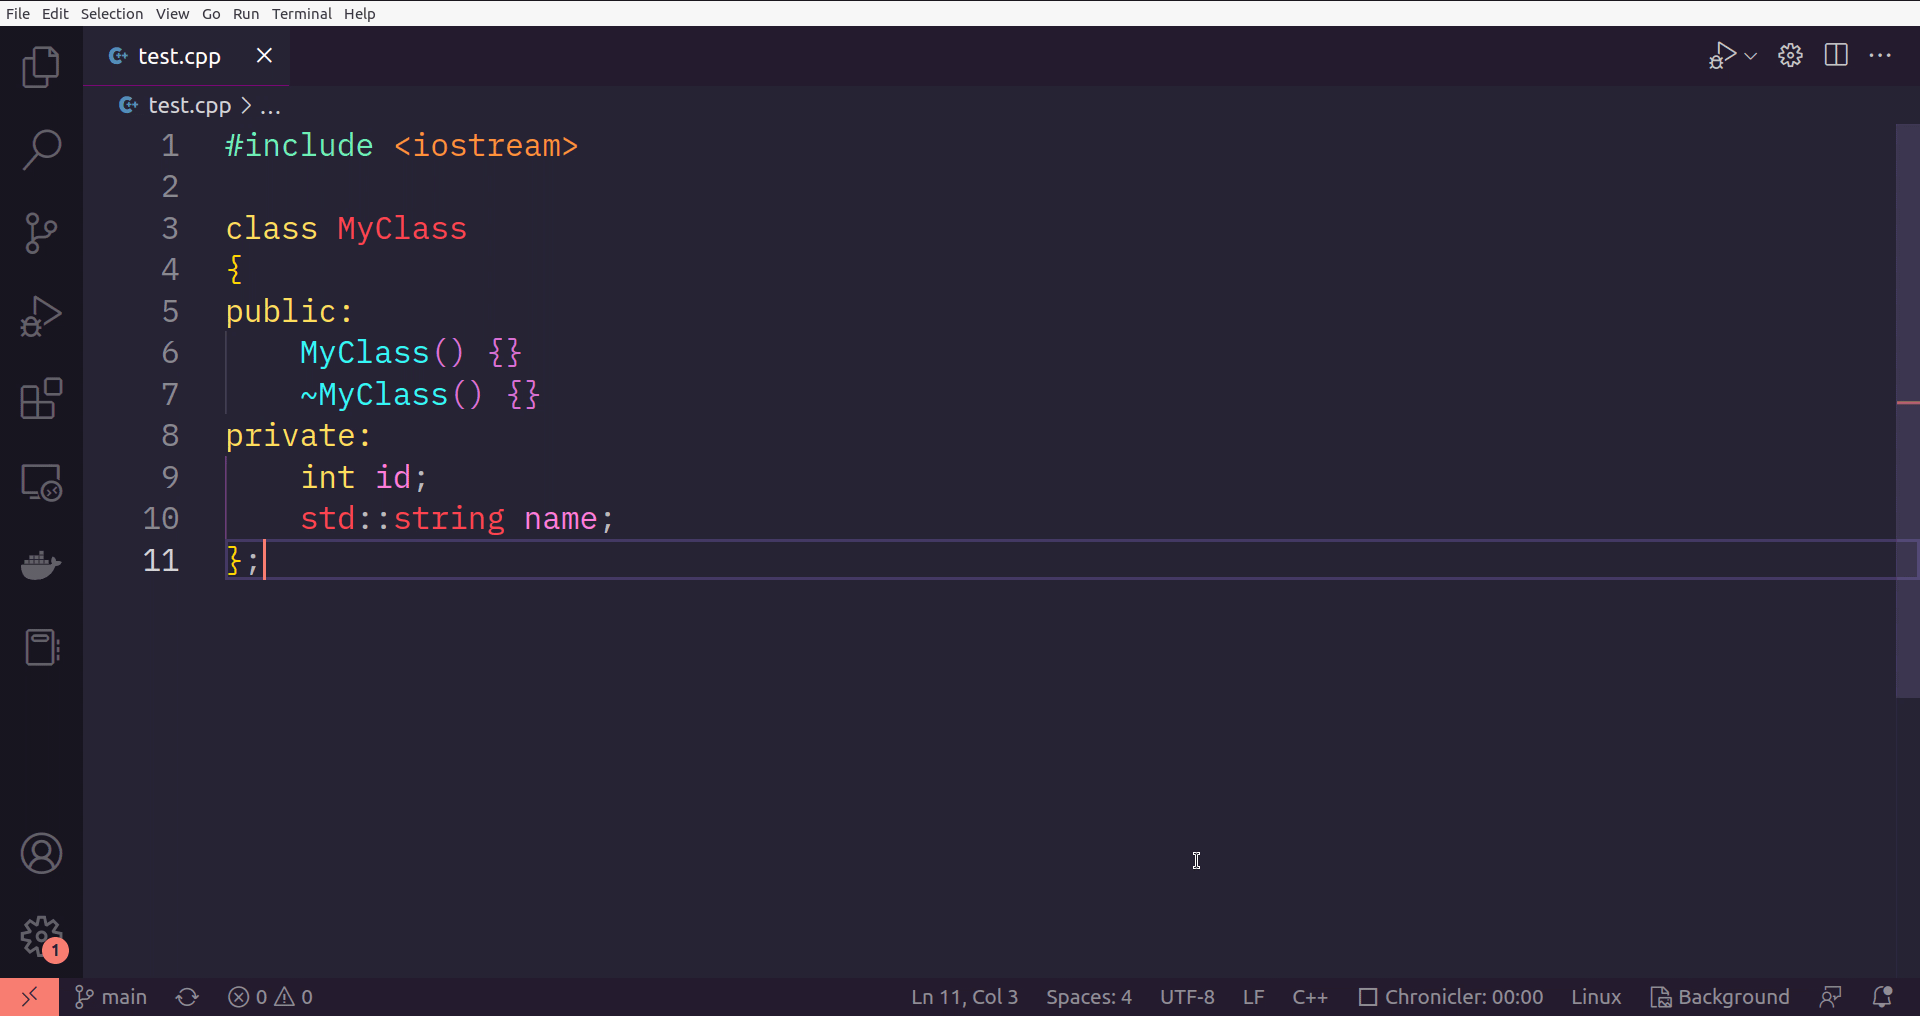 File Edit Selection View Go Run Terminal Help
test.cpp
test.cpp > ...
1 #include <iostream>
2
3 class MyClass
4 {
5 public:
6     MyClass() {}
7     ~MyClass() {}
8 private:
9     int id;
10     std::string name;
11 };
1
main 0 0 Ln 11, Col 3 Spaces: 4 UTF-8 LF C++ Chronicler: 00:00 Linux Background